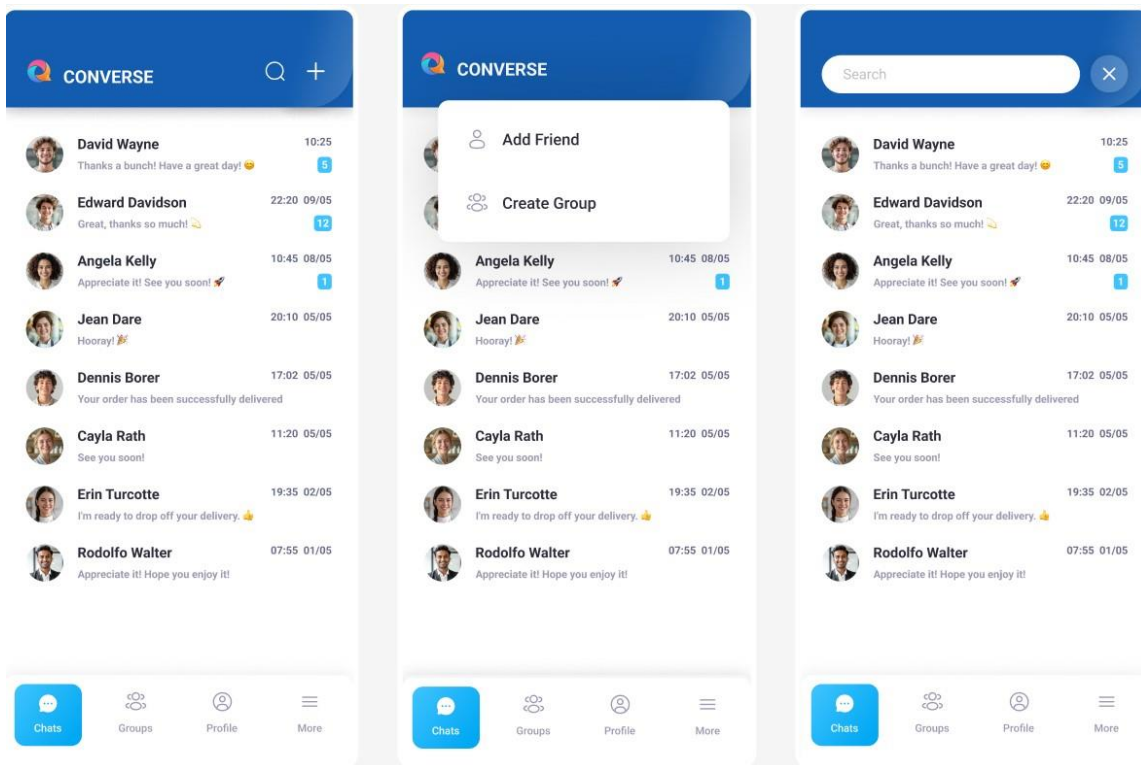 CONVERSE
David Wayne 10:25
Thanks a bunch! Have a great day! 😊 5
Edward Davidson 22:20 09/05
Great, thanks so much! 💫 12
Angela Kelly 10:45 08/05
Appreciate it! See you soon! 🚀 1
Jean Dare 20:10 05/05
Hooray! 🎉
Dennis Borer 17:02 05/05
Your order has been successfully delivered
Cayla Rath 11:20 05/05
See you soon!
Erin Turcotte 19:35 02/05
I'm ready to drop off your delivery. 👍
Rodolfo Walter 07:55 01/05
Appreciate it! Hope you enjoy it!
Chats Groups Profile More
CONVERSE
Add Friend
Create Group
Angela Kelly 10:45 08/05
Appreciate it! See you soon! 🚀 1
Jean Dare 20:10 05/05
Hooray! 🎉
Dennis Borer 17:02 05/05
Your order has been successfully delivered
Cayla Rath 11:20 05/05
See you soon!
Erin Turcotte 19:35 02/05
I'm ready to drop off your delivery. 👍
Rodolfo Walter 07:55 01/05
Appreciate it! Hope you enjoy it!
Chats Groups Profile More
Search
David Wayne 10:25
Thanks a bunch! Have a great day! 😊 5
Edward Davidson 22:20 09/05
Great, thanks so much! 💫 12
Angela Kelly 10:45 08/05
Appreciate it! See you soon! 🚀 1
Jean Dare 20:10 05/05
Hooray! 🎉
Dennis Borer 17:02 05/05
Your order has been successfully delivered
Cayla Rath 11:20 05/05
See you soon!
Erin Turcotte 19:35 02/05
I'm ready to drop off your delivery. 👍
Rodolfo Walter 07:55 01/05
Appreciate it! Hope you enjoy it!
Chats Groups Profile More